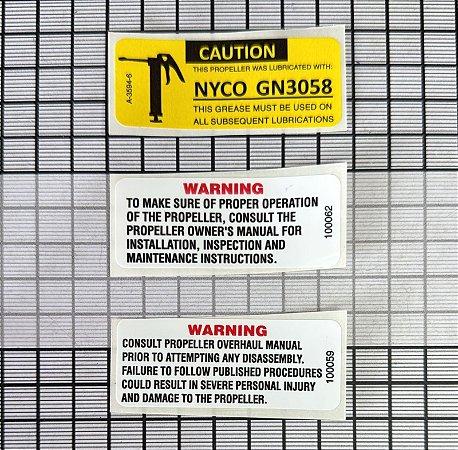 CAUTION
THIS PROPELLER WAS LUBRICATED WITH:
NYCO GN3058
THIS GREASE MUST BE USED ON
ALL SUBSEQUENT LUBRICATIONS
A-3594-6
WARNING
TO MAKE SURE OF PROPER OPERATION
OF THE PROPELLER, CONSULT THE
PROPELLER OWNER'S MANUAL FOR
INSTALLATION, INSPECTION AND
MAINTENANCE INSTRUCTIONS.
100062
WARNING
CONSULT PROPELLER OVERHAUL MANUAL
PRIOR TO ATTEMPTING ANY DISASSEMBLY.
FAILURE TO FOLLOW PUBLISHED PROCEDURES
COULD RESULT IN SEVERE PERSONAL INJURY
AND DAMAGE TO THE PROPELLER.
100059